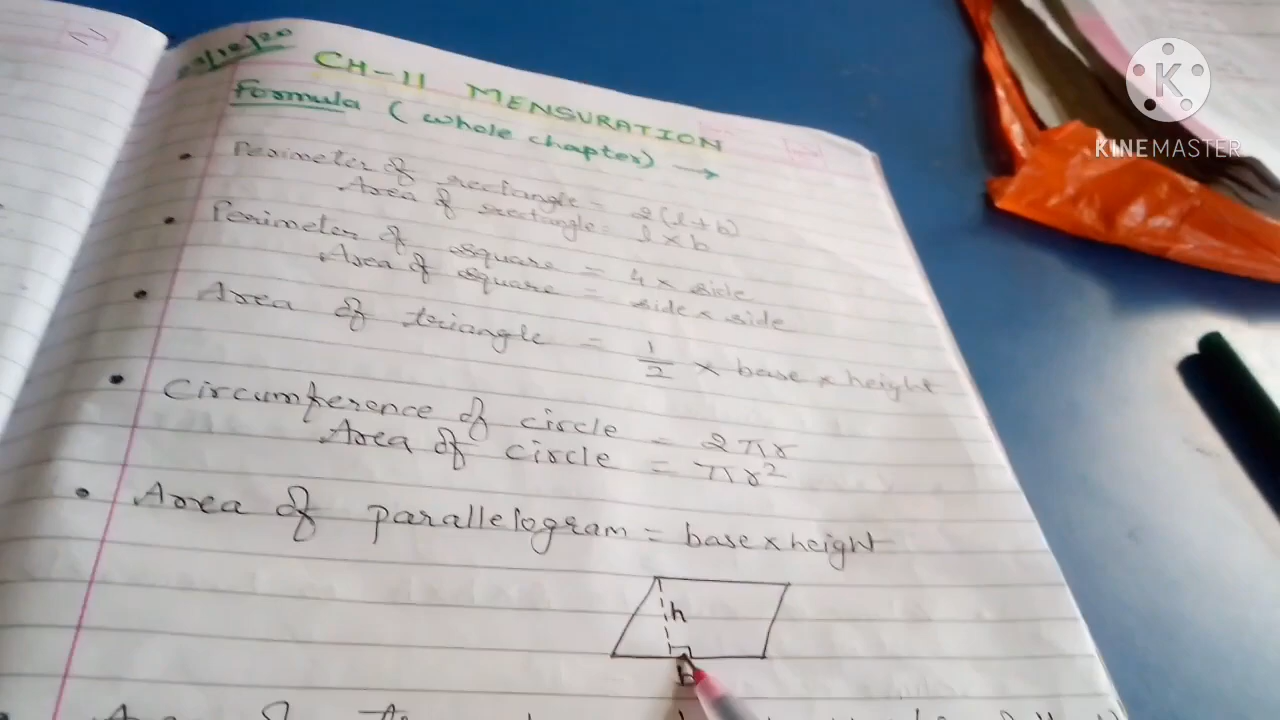 CH-11 MENSURATION
Formula (whole chapter) →
• Perimeter of rectangle = 2(l+b)
Area of rectangle = l×b
• Perimeter of square = 4 × side
Area of square = side × side
• Area of triangle = 1/2 × base × height
• Circumference of circle = 2πr
Area of circle = πr²
• Area of parallelogram = base × height
h
b
K
KINEMASTER